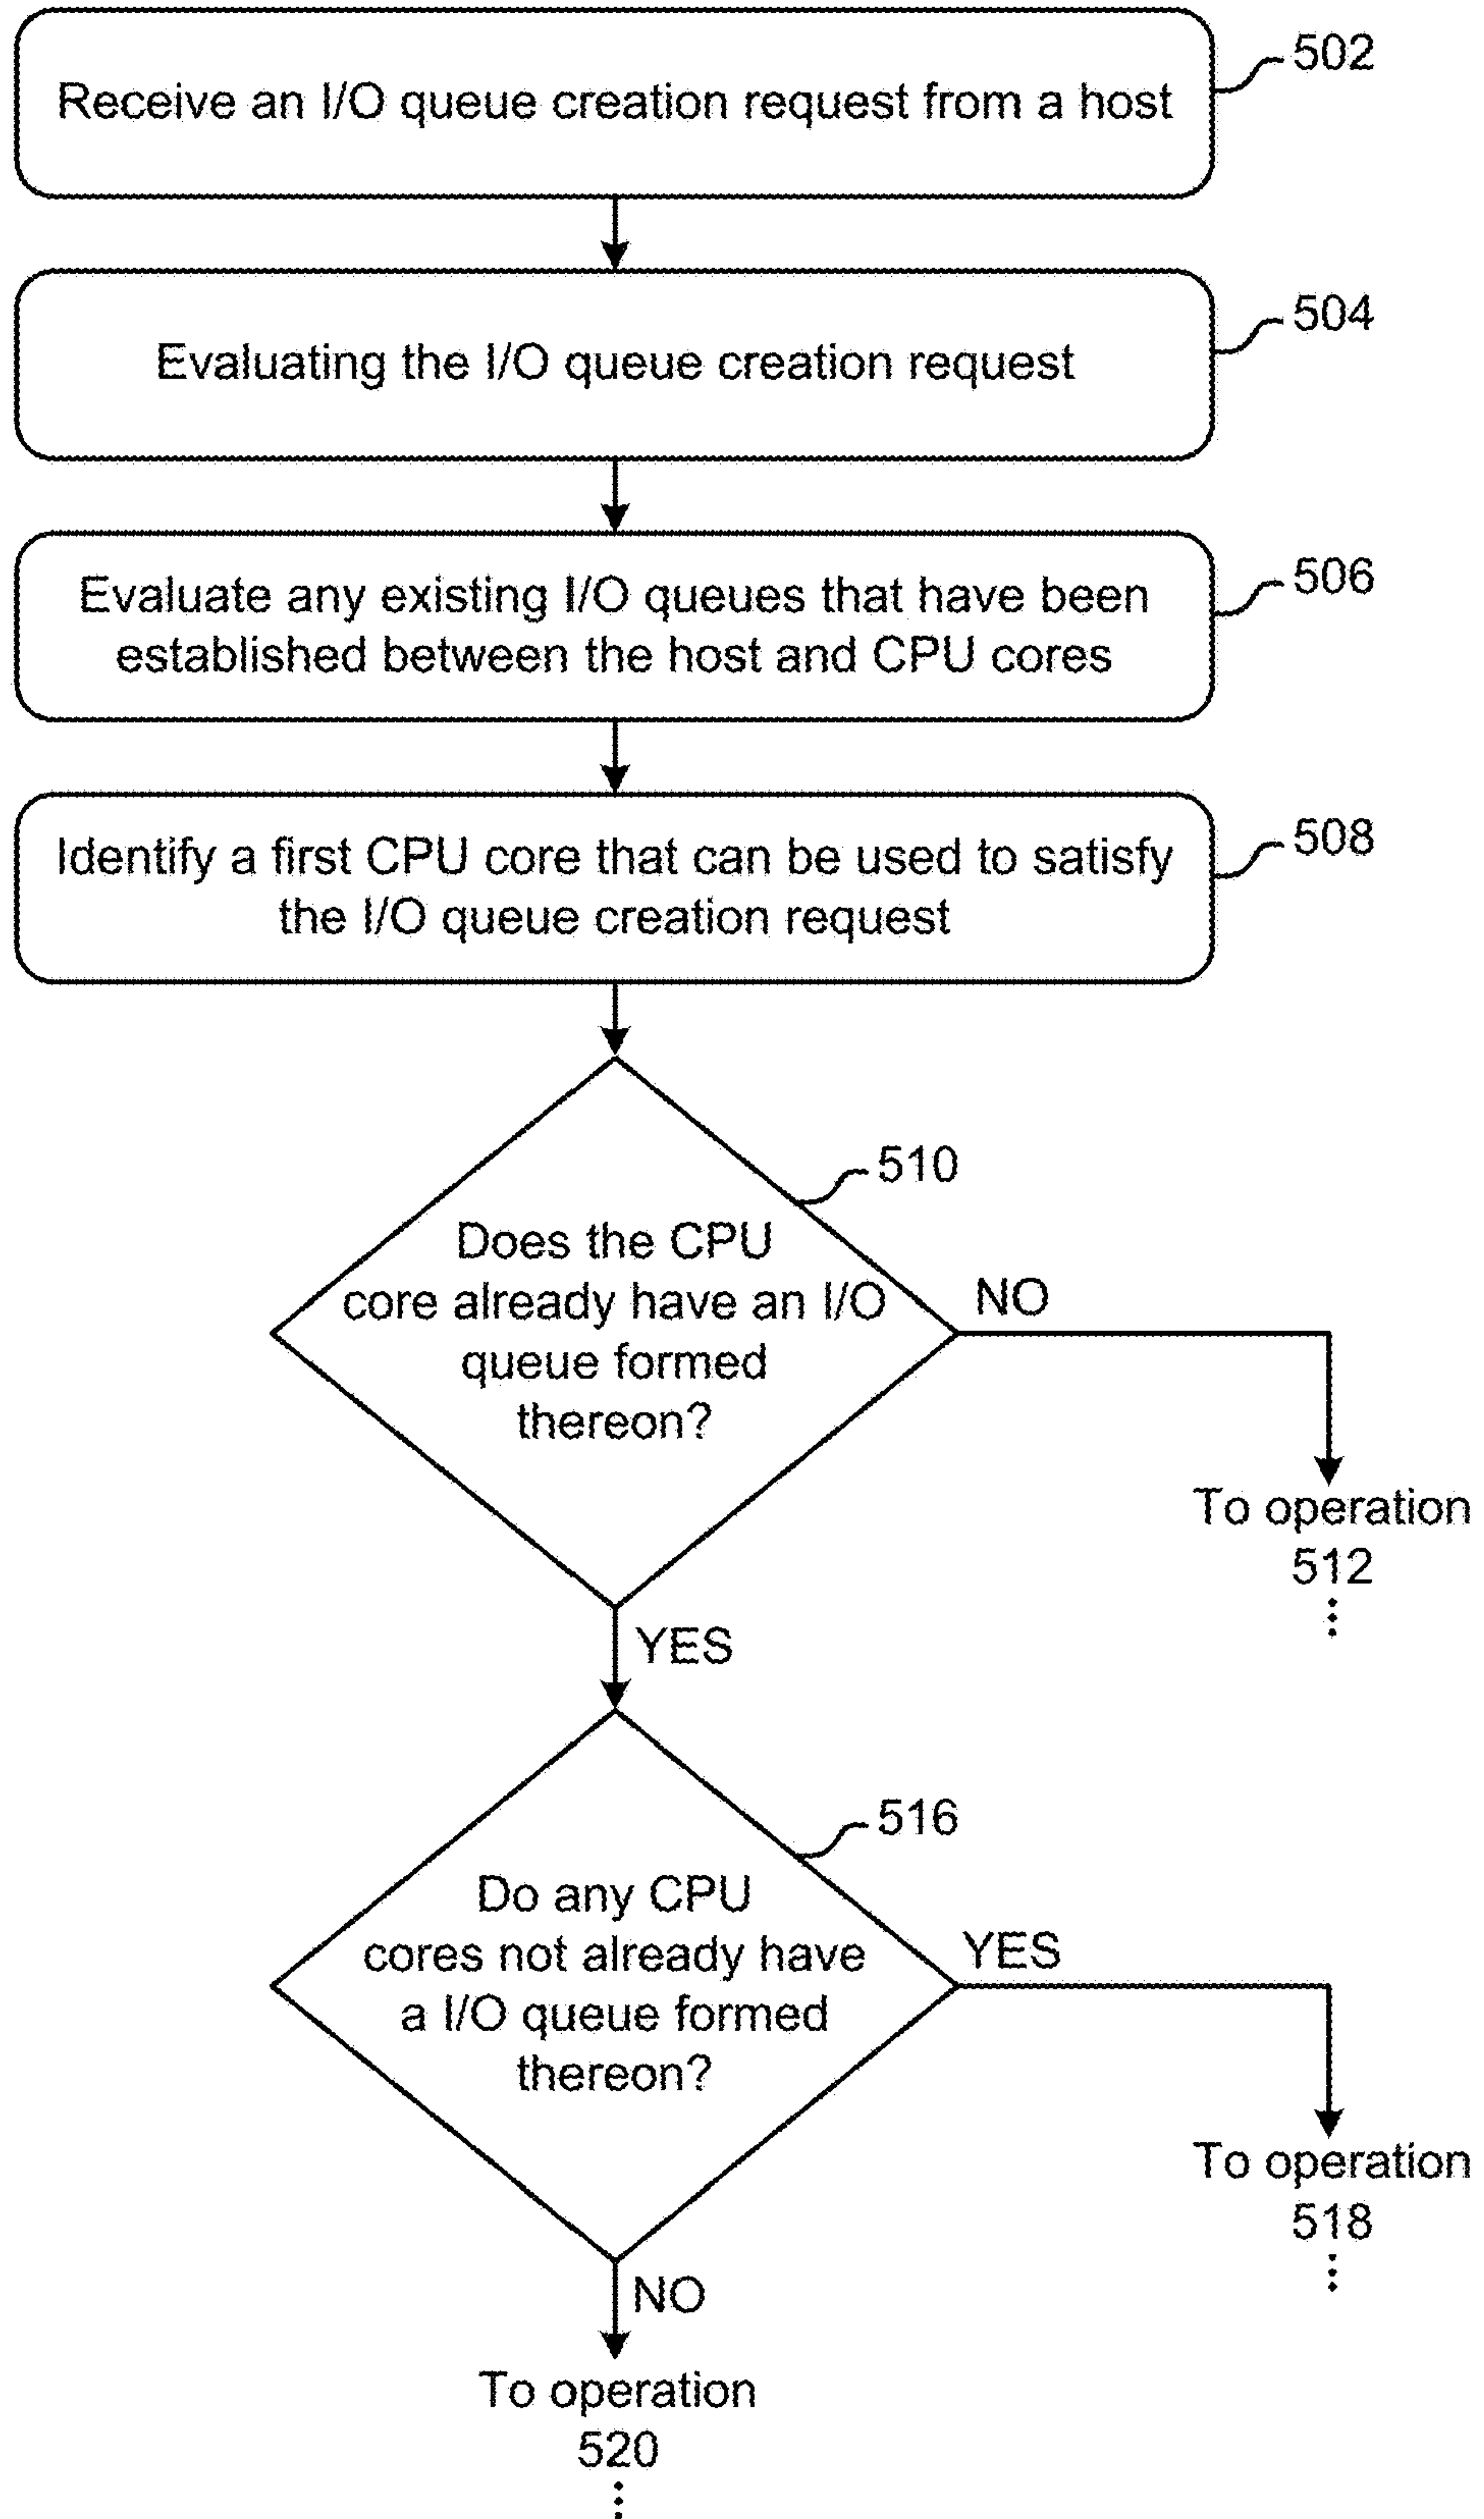 Receive an I/O queue creation request from a host
502
Evaluating the I/O queue creation request
504
Evaluate any existing I/O queues that have been
established between the host and CPU cores
506
Identify a first CPU core that can be used to satisfy
the I/O queue creation request
508
510
Does the CPU
core already have an I/O
queue formed
thereon?
NO
To operation
512
YES
516
Do any CPU
cores not already have
a I/O queue formed
thereon?
YES
To operation
518
NO
To operation
520